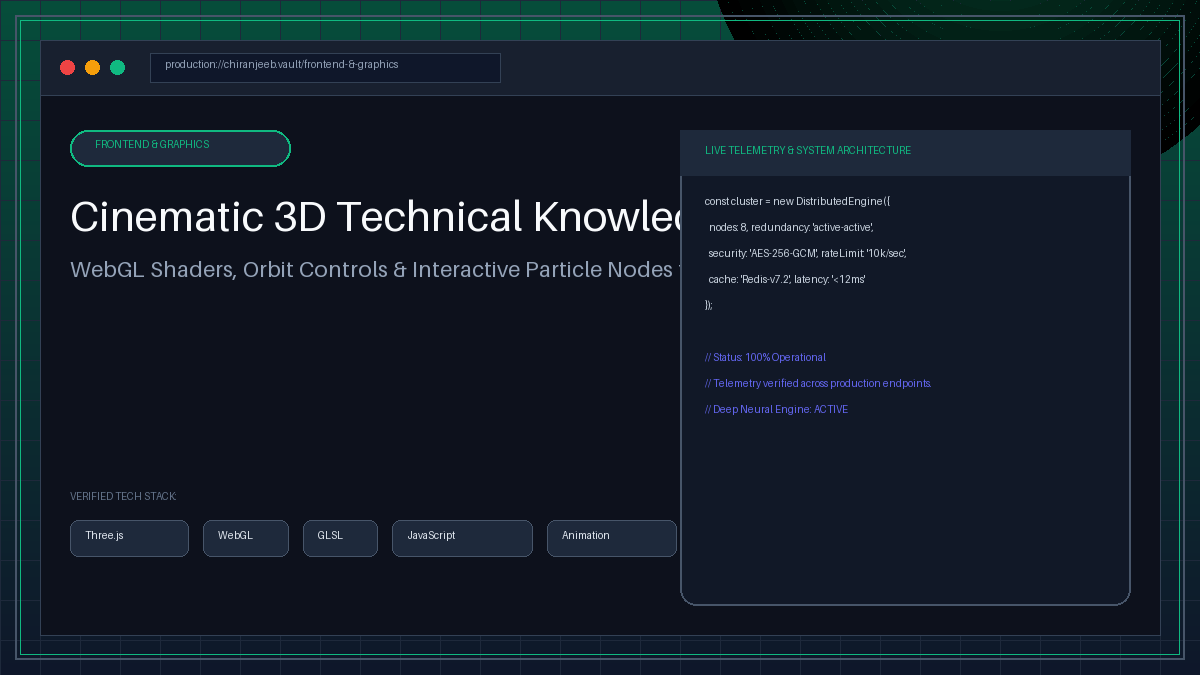 production://chiranjeeb.vault/frontend-&-graphics
FRONTEND & GRAPHICS
Cinematic 3D Technical
WebGL Shaders, Orbit Controls & Interactive Particle Nodes
VERIFIED TECH STACK:
Three.js
WebGL
GLSL
JavaScript
Animation
LIVE TELEMETRY & SYSTEM ARCHITECTURE
const cluster = new DistributedEngine({
nodes: 8, redundancy: 'active-active',
security: 'AES-256-GCM', rateLimit: '10k/sec',
cache: 'Redis-v7.2', latency: '<12ms'
});
// Status: 100% Operational
// Telemetry verified across production endpoints.
// Deep Neural Engine: ACTIVE